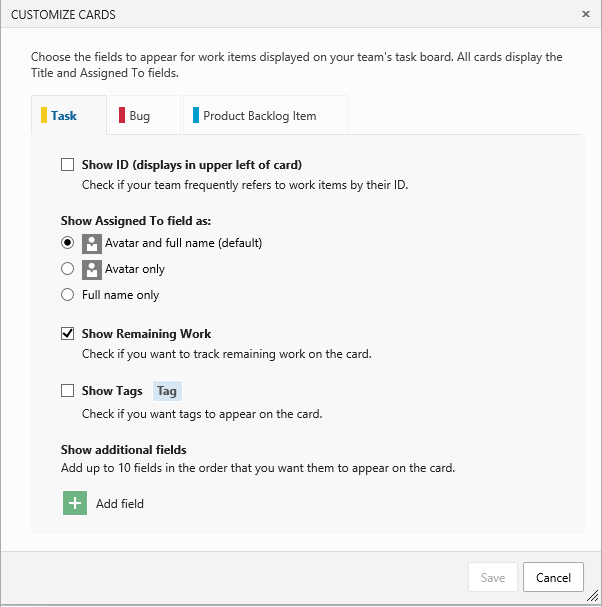 CUSTOMIZE CARDS
Choose the fields to appear for work items displayed on your team's task board. All cards display the
Title and Assigned To fields.
Task
Bug
Product Backlog Item
Show ID (displays in upper left of card)
Check if your team frequently refers to work items by their ID.
Show Assigned To field as:
Avatar and full name (default)
Avatar only
Full name only
Show Remaining Work
Check if you want to track remaining work on the card.
Show Tags Tag
Check if you want tags to appear on the card.
Show additional fields
Add up to 10 fields in the order that you want them to appear on the card.
Add field
Save
Cancel